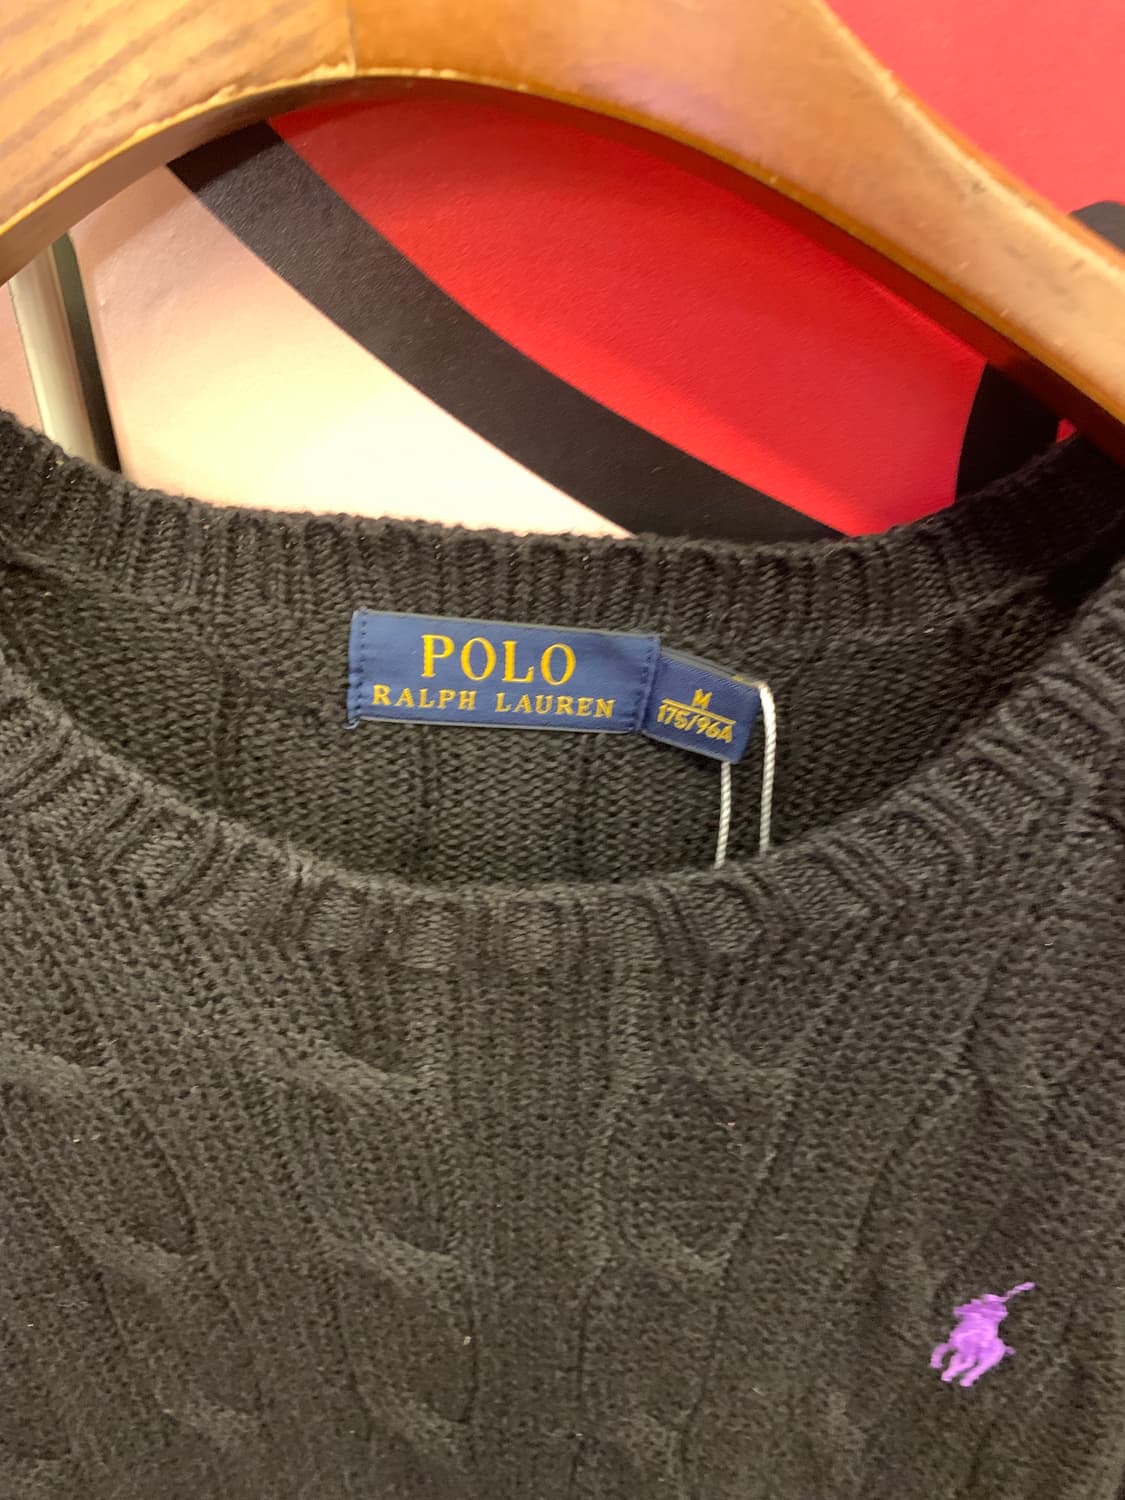 POLO
RALPH LAUREN
M
175/96A